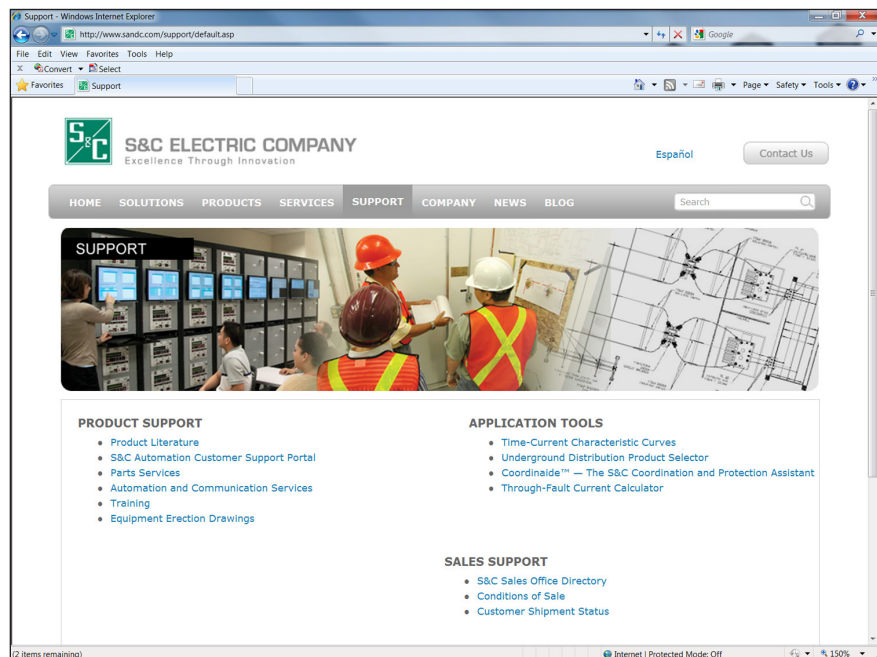 Support - Windows Internet Explorer
http://www.sandc.com/support/default.asp
Google
File Edit View Favorites Tools Help
X Convert Select
Favorites Support Page Safety Tools
S&C
S&C ELECTRIC COMPANY
Excellence Through Innovation
Español Contact Us
HOME SOLUTIONS PRODUCTS SERVICES SUPPORT COMPANY NEWS BLOG Search
SUPPORT
PRODUCT SUPPORT
• Product Literature
• S&C Automation Customer Support Portal
• Parts Services
• Automation and Communication Services
• Training
• Equipment Erection Drawings
APPLICATION TOOLS
• Time-Current Characteristic Curves
• Underground Distribution Product Selector
• Coordinaide™ — The S&C Coordination and Protection Assistant
• Through-Fault Current Calculator
SALES SUPPORT
• S&C Sales Office Directory
• Conditions of Sale
• Customer Shipment Status
(2 items remaining) Internet | Protected Mode: Off 150%